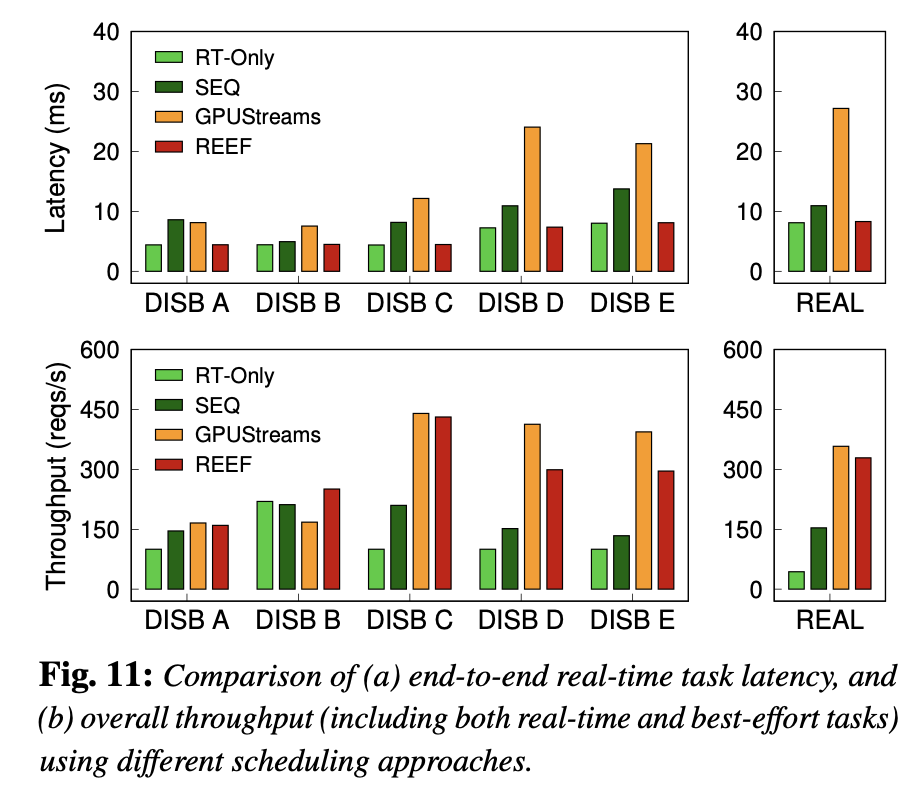 Latency (ms)
40
30
20
10
0
RT-Only
SEQ
GPUStreams
REEF
DISB A DISB B DISB C DISB D DISB E
40
30
20
10
0
REAL
Throughput (reqs/s)
600
450
300
150
0
RT-Only
SEQ
GPUStreams
REEF
DISB A DISB B DISB C DISB D DISB E
600
450
300
150
0
REAL
Fig. 11: Comparison of (a) end-to-end real-time task latency, and
(b) overall throughput (including both real-time and best-effort tasks)
using different scheduling approaches.